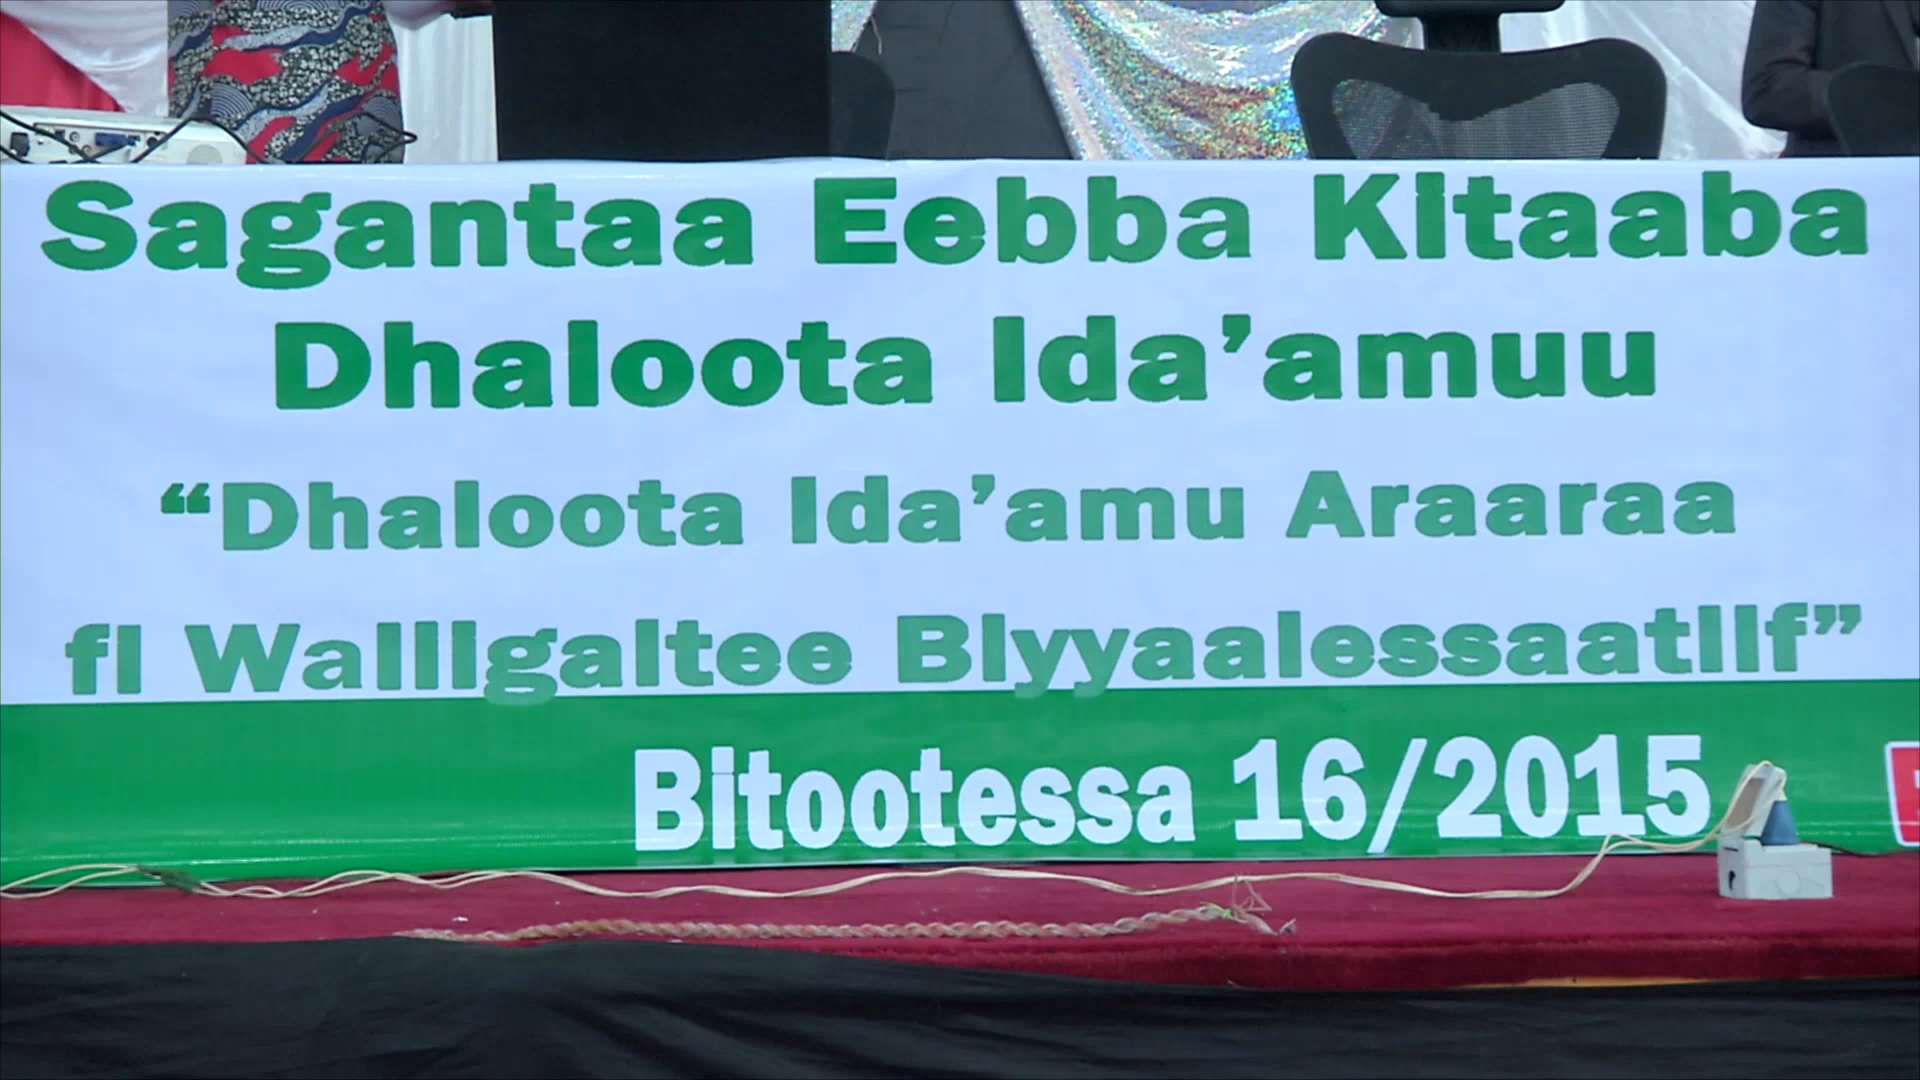 Sagantaa Eebba Kitaaba
Dhaloota Ida’amuu
“Dhaloota Ida’amu Araaraa
fI WalIIgaltee BIyyaalessaatIIf”
Bitootessa 16/2015